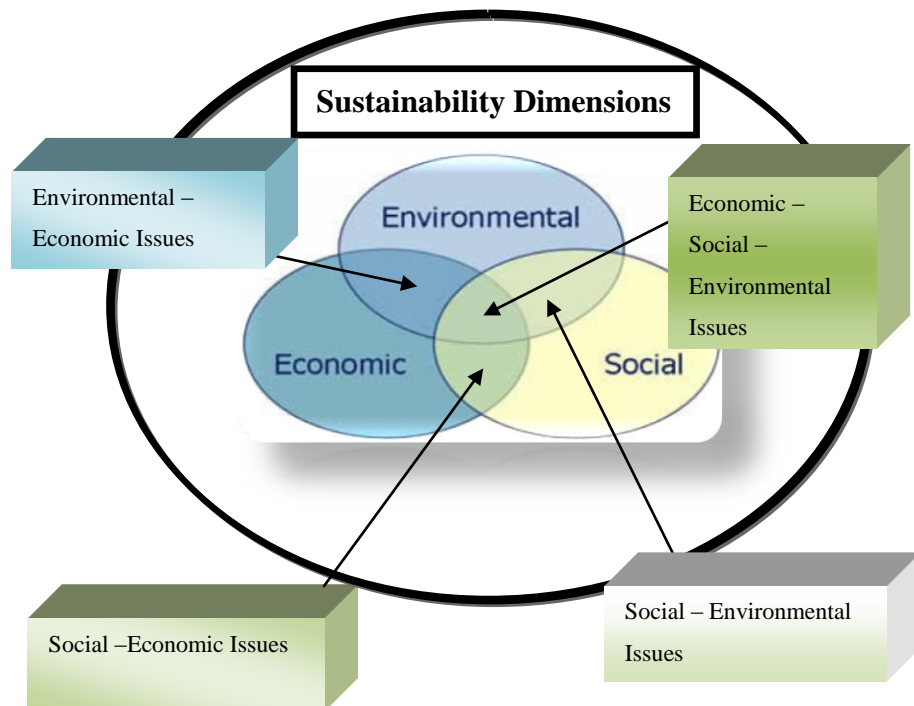 Sustainability Dimensions
Environmental –
Economic Issues
Economic –
Social –
Environmental
Issues
Environmental
Economic
Social
Social –Economic Issues
Social – Environmental
Issues